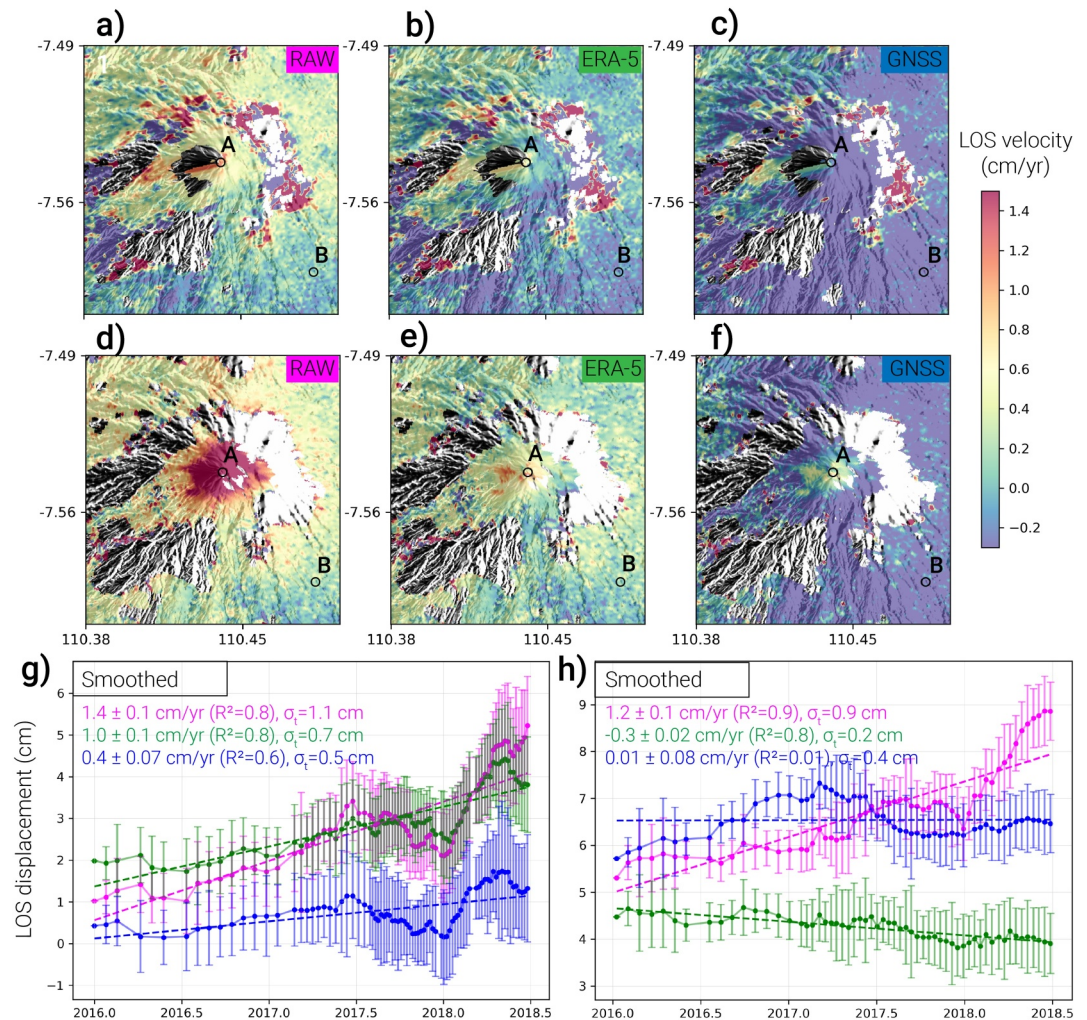 a)
b)
c)
-7.49
RAW
-7.49
ERA-5
-7.49
GNSS
A
A
A
-7.56
-7.56
-7.56
B
B
B
LOS velocity
(cm/yr)
1.4
1.2
1.0
0.8
0.6
0.4
0.2
0.0
−0.2
d)
e)
f)
-7.49
RAW
-7.49
ERA-5
-7.49
GNSS
A
A
A
-7.56
-7.56
-7.56
B
B
B
110.38
110.45
110.38
110.45
110.38
110.45
g)
Smoothed
1.4 ± 0.1 cm/yr (R²=0.8), σt=1.1 cm
1.0 ± 0.1 cm/yr (R²=0.8), σt=0.7 cm
0.4 ± 0.07 cm/yr (R²=0.6), σt=0.5 cm
LOS displacement (cm)
6
5
4
3
2
1
0
−1
2016.0
2016.5
2017.0
2017.5
2018.0
2018.5
h)
Smoothed
1.2 ± 0.1 cm/yr (R²=0.9), σt=0.9 cm
-0.3 ± 0.02 cm/yr (R²=0.8), σt=0.2 cm
0.01 ± 0.08 cm/yr (R²=0.01), σt=0.4 cm
9
8
7
6
5
4
3
2016.0
2016.5
2017.0
2017.5
2018.0
2018.5